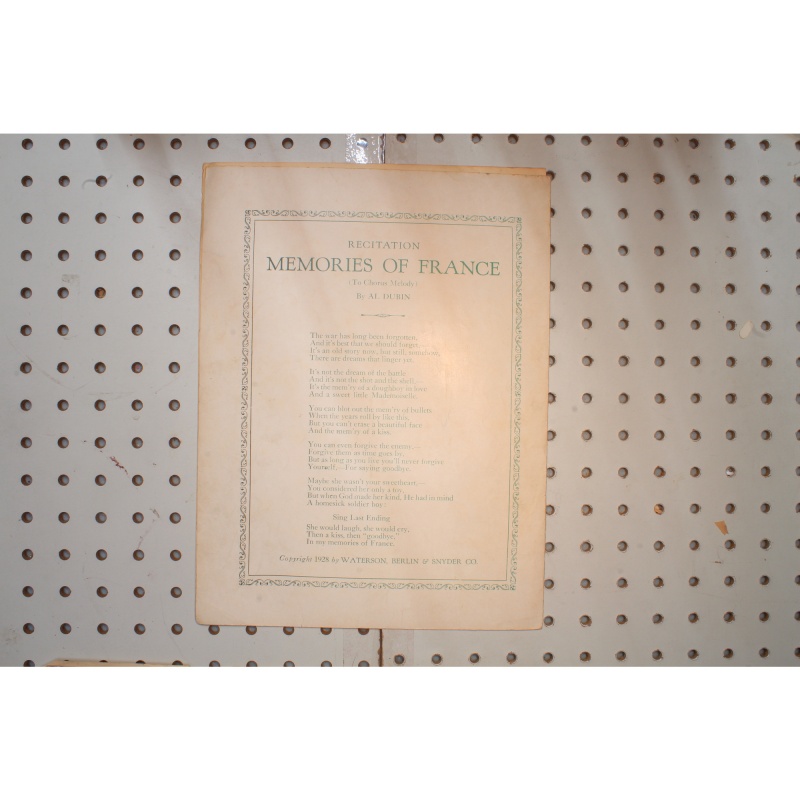 RECITATION
MEMORIES OF FRANCE
(To Chorus Melody)
By AL DUBIN
The war has long been forgotten,
And it's best that we should forget,—
It's an old story now, but still, somehow,
There are dreams that linger yet.
It's not the dream of the battle
And it's not the shot and the shell,—
It's the mem'ry of a doughboy in love
And a sweet little Mademoiselle.
You can blot out the mem'ry of bullets
When the years roll by like this,
But you can't erase a beautiful face
And the mem'ry of a kiss.
You can even forgive the enemy,—
Forgive them as time goes by,
But as long as you live you'll never forgive
Yourself,—For saying goodbye.
Maybe she wasn't your sweetheart,—
You considered her only a toy,
But when God made her kind, He had in mind
A homesick soldier boy!
Sing Last Ending
She would laugh, she would cry,
Then a kiss, then "goodbye,"
In my memories of France.
Copyright 1928 by WATERSON, BERLIN & SNYDER CO.